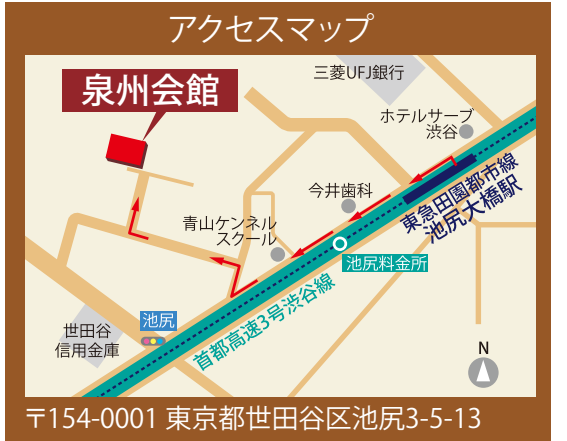 アクセスマップ
三菱UFJ銀行
泉州会館
ホテルサーブ
渋谷
東急田園都市線
池尻大橋駅
今井歯科
青山ケンネル
スクール
池尻料金所
首都高速3号渋谷線
池尻
世田谷
信用金庫
N
〒154-0001 東京都世田谷区池尻3-5-13